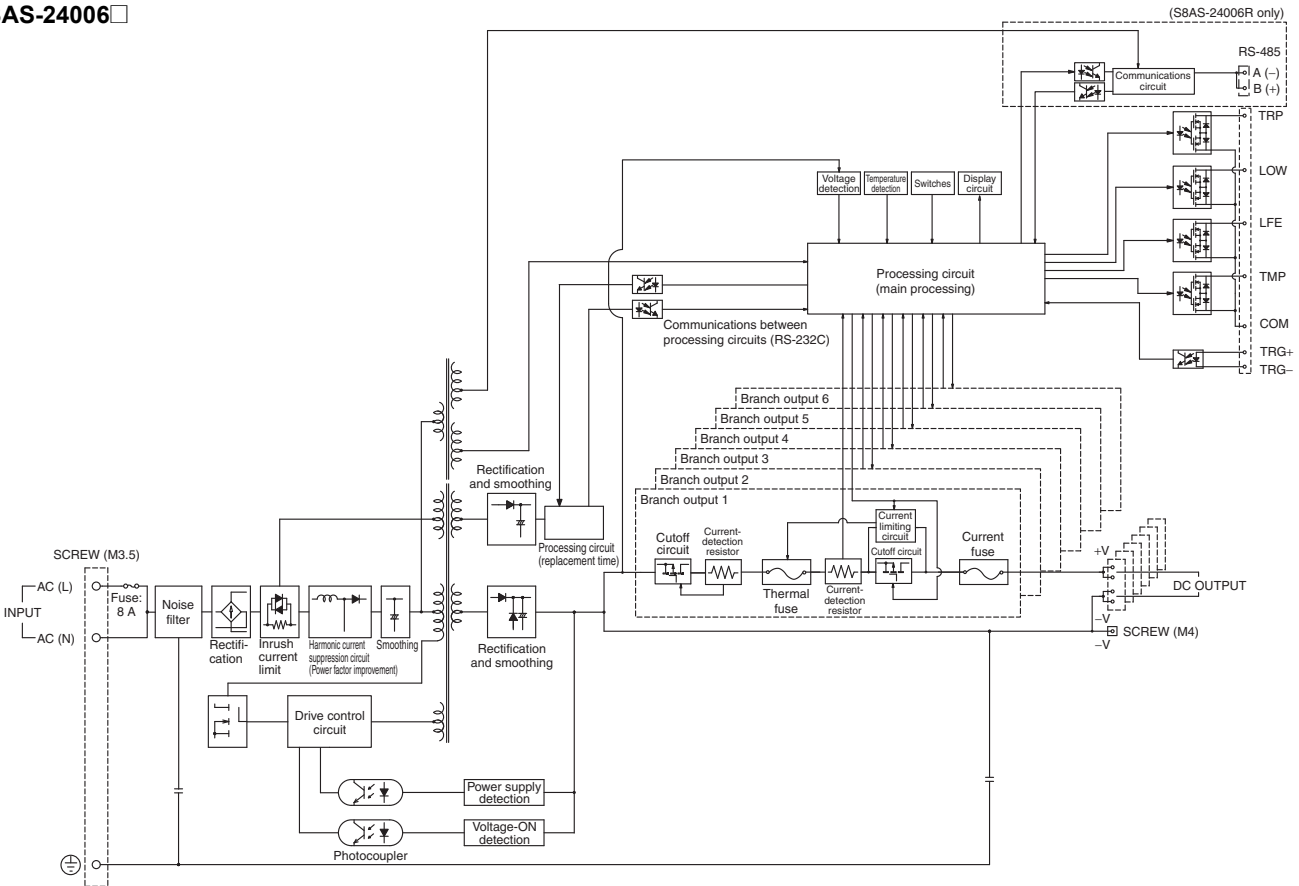 AS-24006□
(S8AS-24006R only)
RS-485
A (−)
B (+)
Communications
circuit
TRP
LOW
LFE
TMP
COM
TRG+
TRG−
Voltage
detection
Temperature
detection
Switches
Display
circuit
Processing circuit
(main processing)
Communications between
processing circuits (RS-232C)
Branch output 6
Branch output 5
Branch output 4
Branch output 3
Branch output 2
Branch output 1
Rectification
and smoothing
Processing circuit
(replacement time)
Cutoff
circuit
Current-
detection
resistor
Thermal
fuse
Current
limiting
circuit
Cutoff circuit
Current-
detection
resistor
Current
fuse
+V
DC OUTPUT
−V
SCREW (M4)
−V
SCREW (M3.5)
INPUT
AC (L)
AC (N)
Fuse:
8 A
Noise
filter
Rectifi-
cation
Inrush
current
limit
Harmonic current
suppression circuit
(Power factor improvement)
Smoothing
Rectification
and smoothing
Drive control
circuit
Power supply
detection
Voltage-ON
detection
Photocoupler